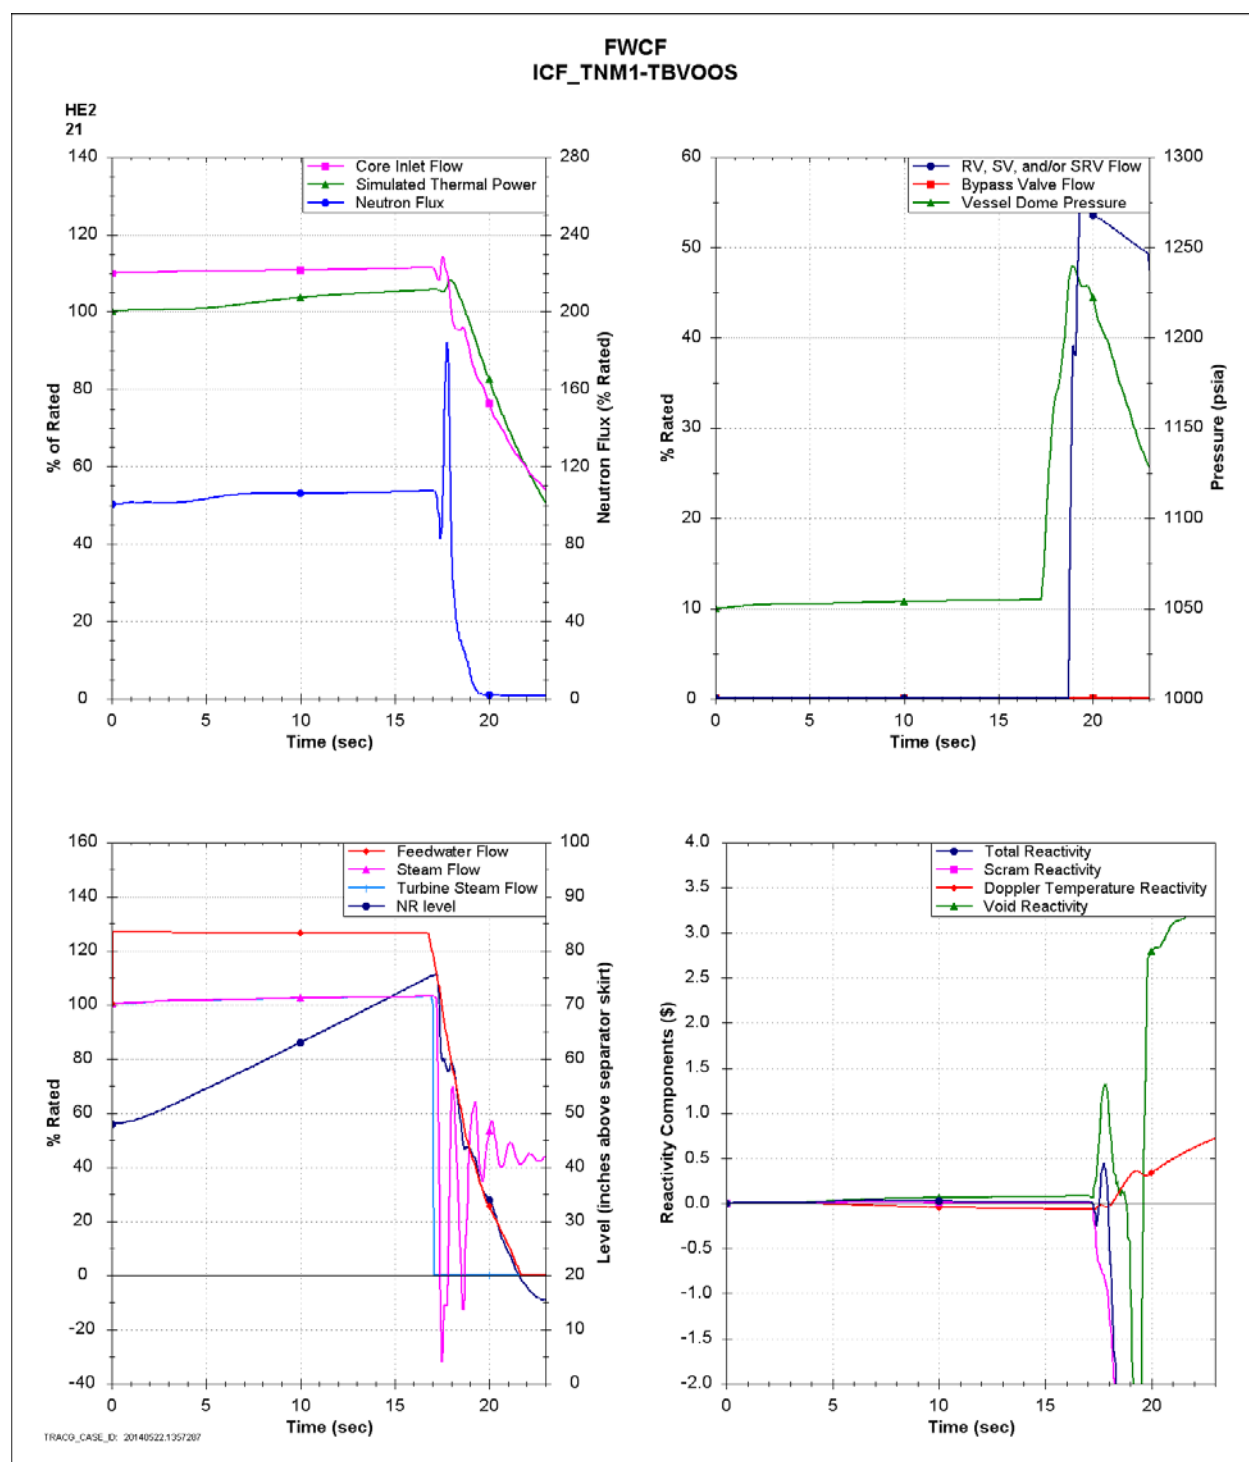 FWCF
ICF_TNM1-TBVOOS
HE2
21
Core Inlet Flow
Simulated Thermal Power
Neutron Flux
140
120
100
80
60
40
20
0
% of Rated
280
240
200
160
120
80
40
0
Neutron Flux (% Rated)
0 5 10 15 20
Time (sec)
RV, SV, and/or SRV Flow
Bypass Valve Flow
Vessel Dome Pressure
60
50
40
30
20
10
0
% Rated
1300
1250
1200
1150
1100
1050
1000
Pressure (psia)
0 5 10 15 20
Time (sec)
Feedwater Flow
Steam Flow
Turbine Steam Flow
NR level
160
140
120
100
80
60
40
20
0
-20
-40
% Rated
100
90
80
70
60
50
40
30
20
10
0
Level (inches above separator skirt)
0 5 10 15 20
Time (sec)
Total Reactivity
Scram Reactivity
Doppler Temperature Reactivity
Void Reactivity
4.0
3.5
3.0
2.5
2.0
1.5
1.0
0.5
0.0
-0.5
-1.0
-1.5
-2.0
Reactivity Components ($)
0 5 10 15 20
Time (sec)
TRACG_CASE_ID: 20140522.1357287